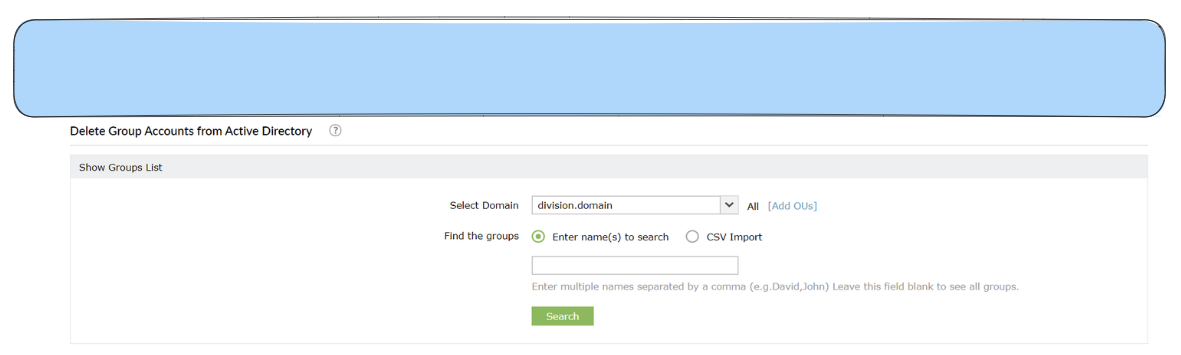 Delete Group Accounts from Active Directory ?
Show Groups List
Select Domain division.domain All [Add OUs]
Find the groups Enter name(s) to search CSV Import
Enter multiple names separated by a comma (e.g.David,John) Leave this field blank to see all groups.
Search